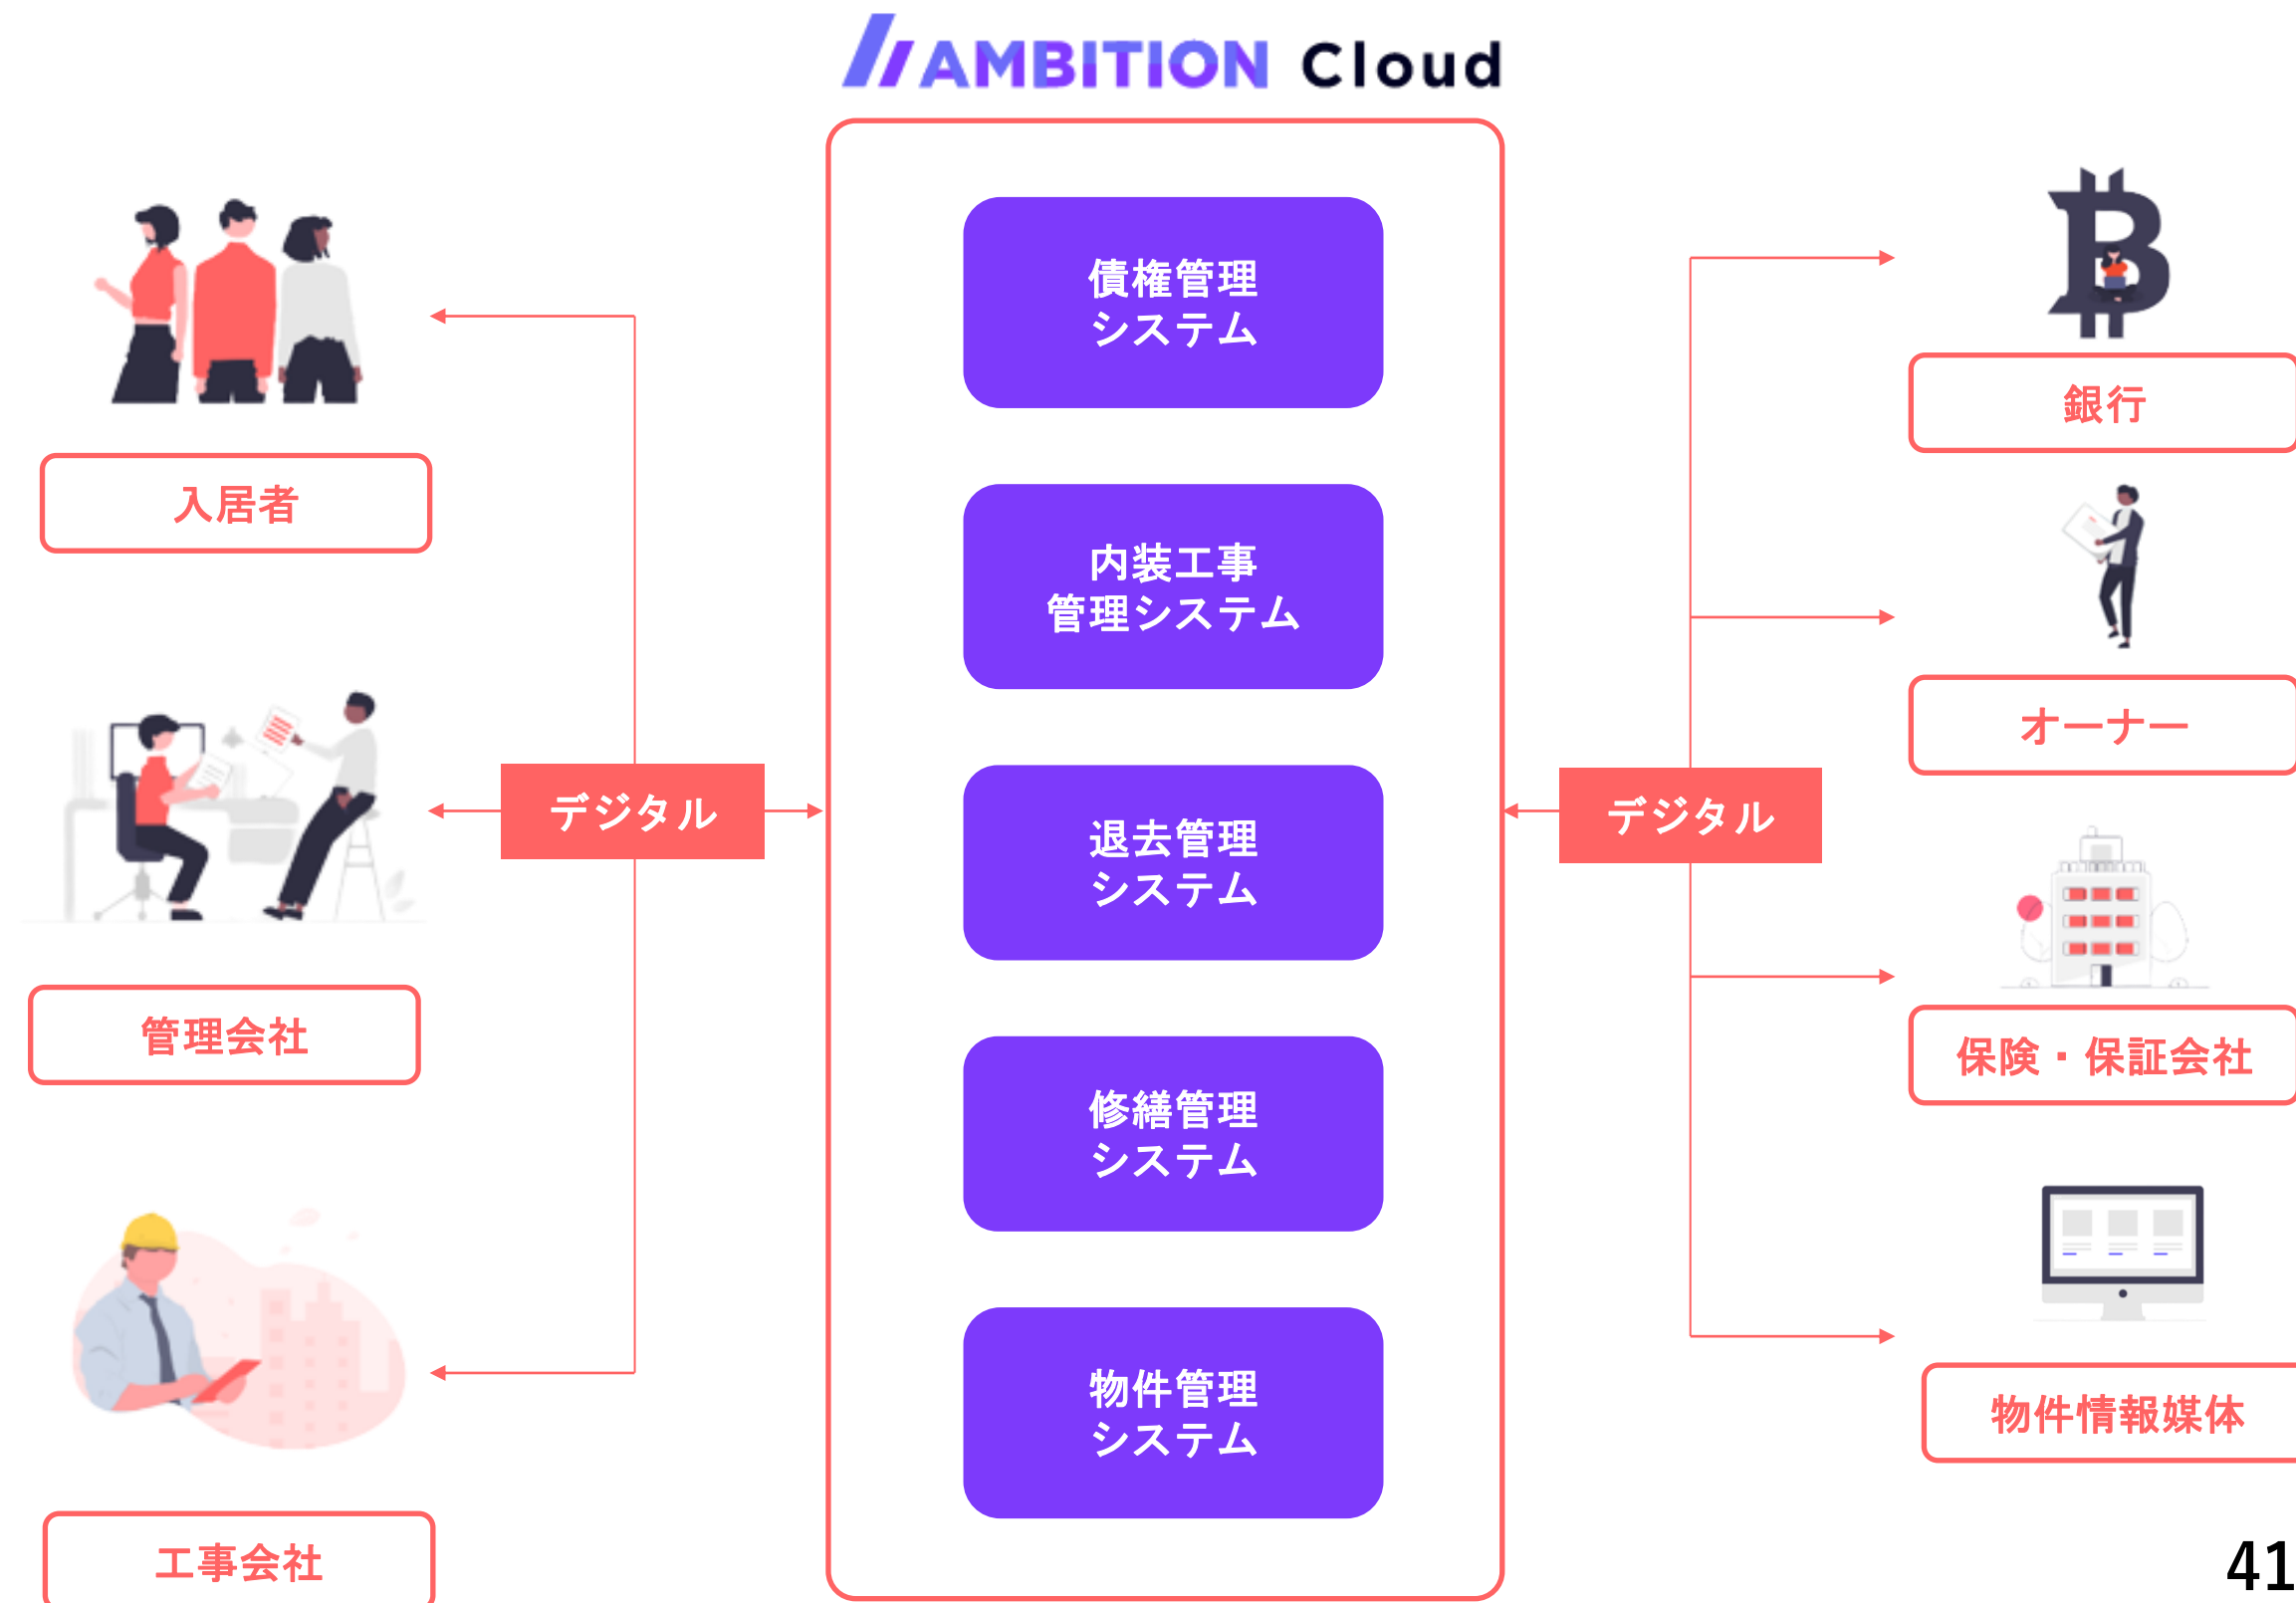 AMBITION Cloud
入居者
管理会社
工事会社
デジタル
債権管理
システム
内装工事
管理システム
退去管理
システム
修繕管理
システム
物件管理
システム
デジタル
銀行
オーナー
保険・保証会社
物件情報媒体
41